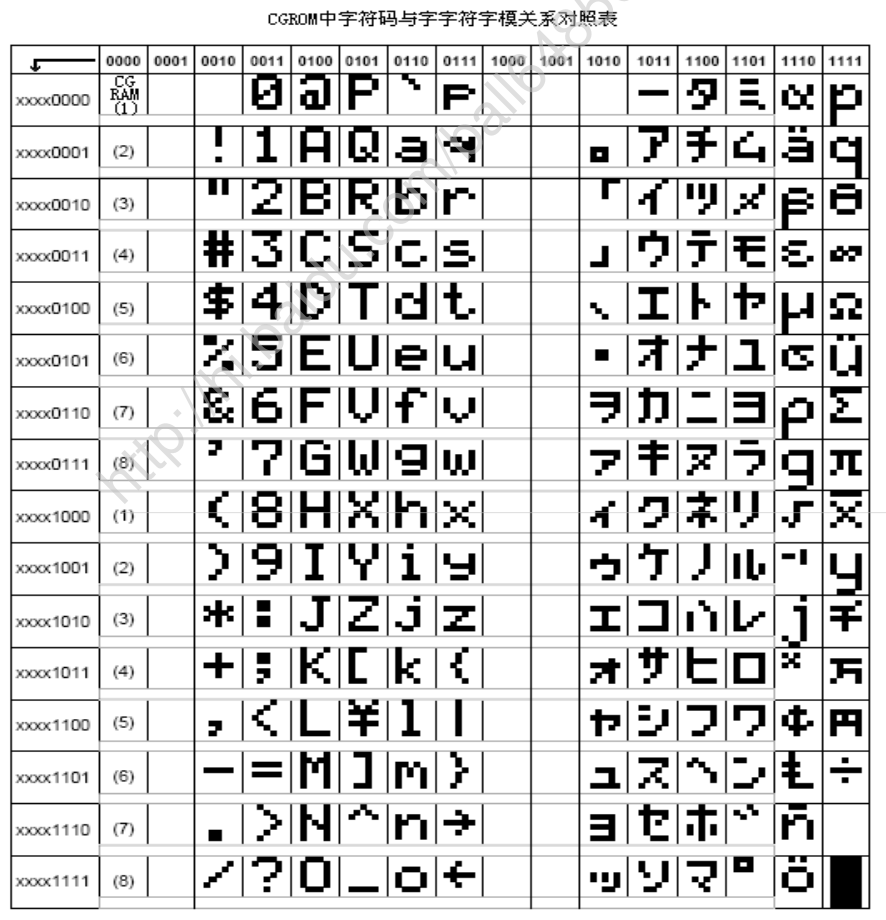 CGROM中字符码与字字符字模关系对照表
0000 0001 0010 0011 0100 0101 0110 0111 1000 1001 1010 1011 1100 1101 1110 1111
xxxx0000 CG RAM (1) 0 @ P ` p ー タ ミ α p
xxxx0001 (2) ! 1 A Q a q 。 ア チ ム ä q
xxxx0010 (3) " 2 B R b r 「 イ ツ メ β θ
xxxx0011 (4) # 3 C S c s 」 ウ テ モ ε ∞
xxxx0100 (5) $ 4 D T d t 、 エ ト ヤ μ Ω
xxxx0101 (6) % 5 E U e u ・ オ ナ ユ σ ü
xxxx0110 (7) & 6 F V f v ヲ カ ニ ヨ ρ Σ
xxxx0111 (8) ' 7 G W g w ァ キ ヌ ラ g π
xxxx1000 (1) ( 8 H X h x ィ ク ネ リ √ x̄
xxxx1001 (2) ) 9 I Y i y ゥ ケ ノ ル ⁻¹ y
xxxx1010 (3) * : J Z j z ェ コ ハ レ j 千
xxxx1011 (4) + ; K [ k { ォ サ ヒ ロ ˣ 万
xxxx1100 (5) , < L ¥ l | ャ シ フ ワ ¢ 円
xxxx1101 (6) - = M ] m } ュ ス ヘ ン £ ÷
xxxx1110 (7) . > N ^ n → ョ セ ホ ゛ ñ
xxxx1111 (8) / ? O _ o ← ッ ソ マ ゜ ö █